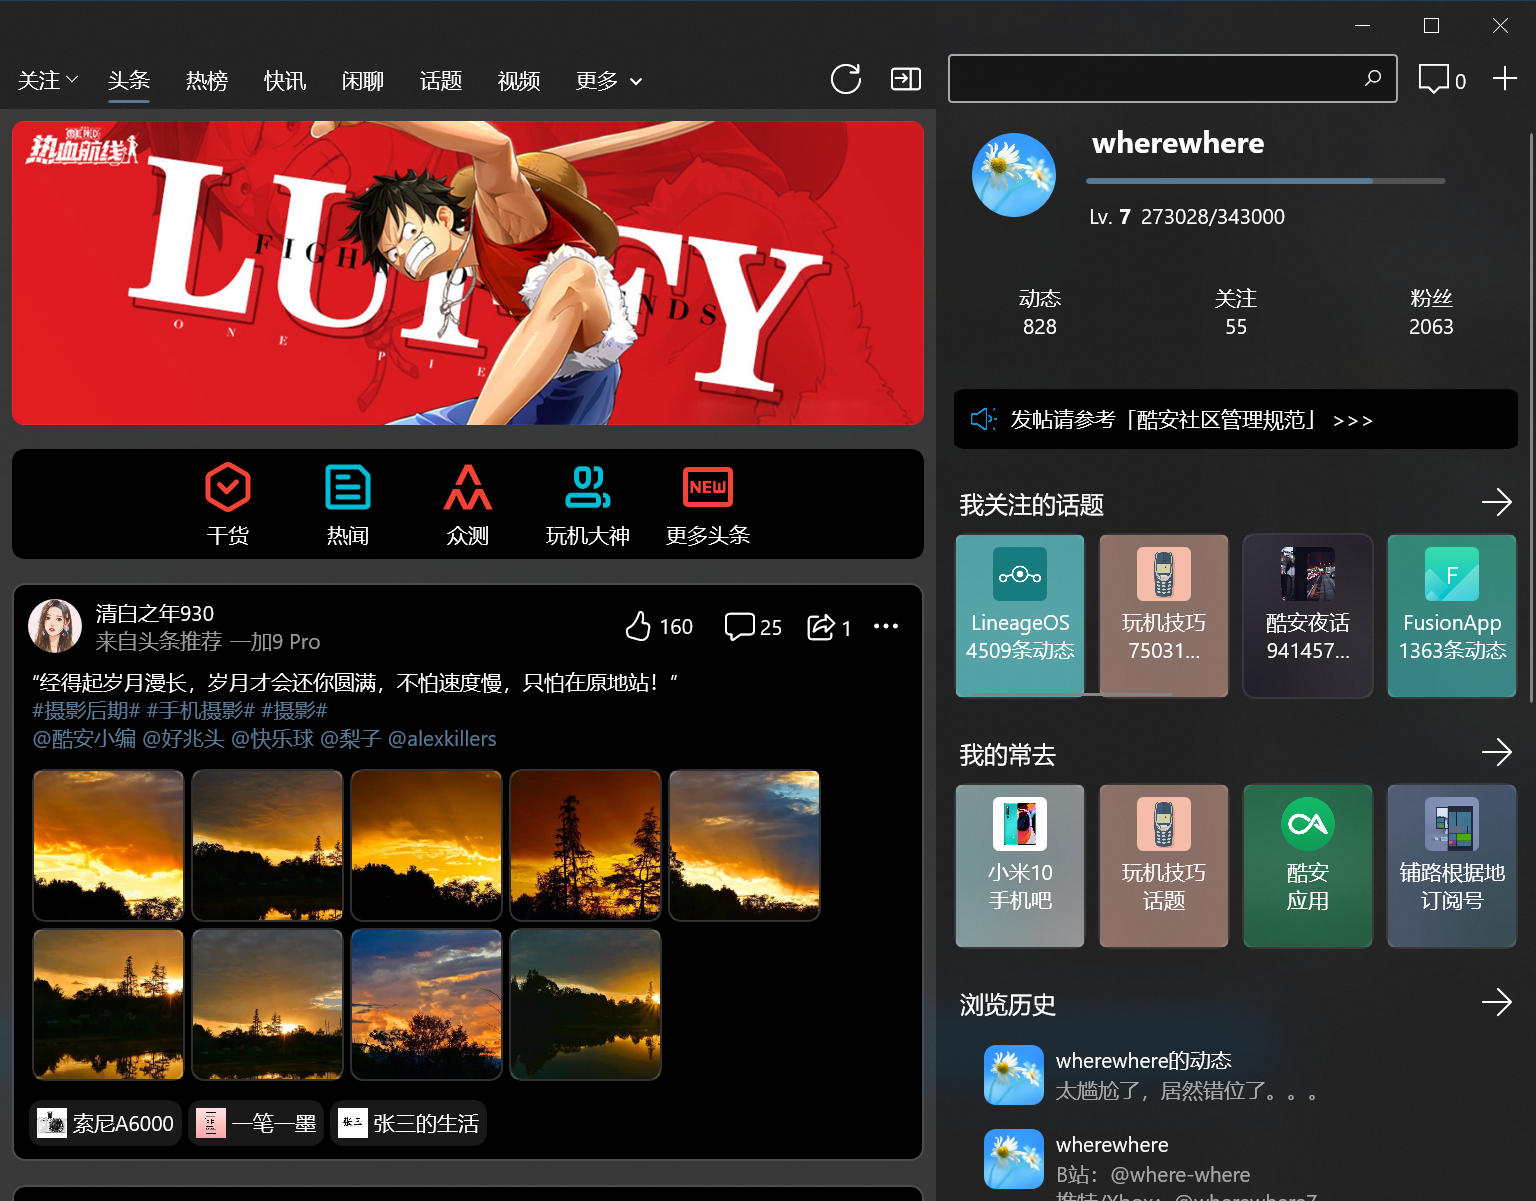 关注
头条
热榜
快讯
闲聊
话题
视频
更多
0
ONE PIECE
热血航线
LUFFY
FIGH
ENDS
O N E P I E
干货
热闻
众测
玩机大神
NEW
更多头条
清白之年930
来自头条推荐 一加9 Pro
160
25
1
“经得起岁月漫长，岁月才会还你圆满，不怕速度慢，只怕在原地站！”
#摄影后期# #手机摄影# #摄影#
@酷安小编 @好兆头 @快乐球 @梨子 @alexkillers
索尼A6000
一笔一墨
张三
张三的生活
wherewhere
Lv. 7 273028/343000
动态
828
关注
55
粉丝
2063
发帖请参考「酷安社区管理规范」 >>>
我关注的话题
LineageOS
4509条动态
玩机技巧
75031...
酷安夜话
941457...
F
FusionApp
1363条动态
我的常去
小米10
手机吧
玩机技巧
话题
酷安
应用
铺路根据地
订阅号
浏览历史
wherewhere的动态
太尴尬了，居然错位了。。。
wherewhere
B站：@where-where
推特/Xbox：@wherewhere7